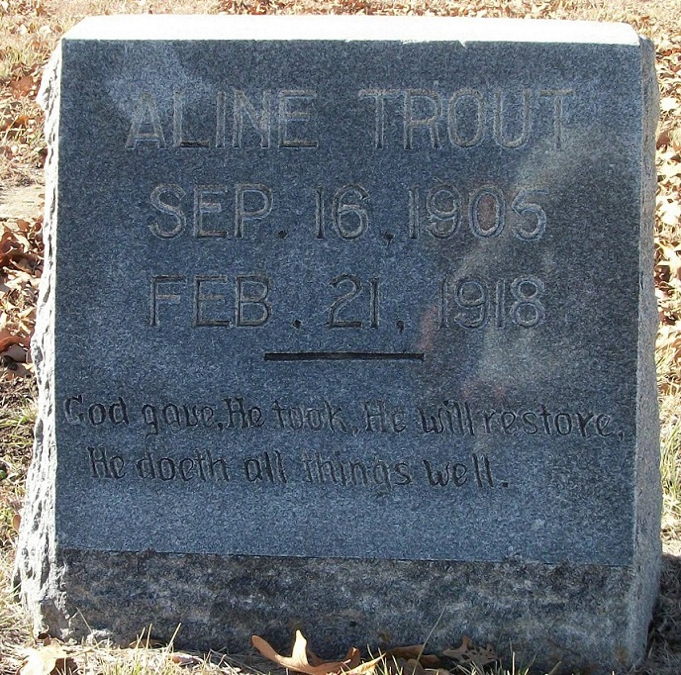 ALINE TROUT
SEP. 16, 1905
FEB. 21, 1918
God gave, He took, He will restore,
He doeth all things well.